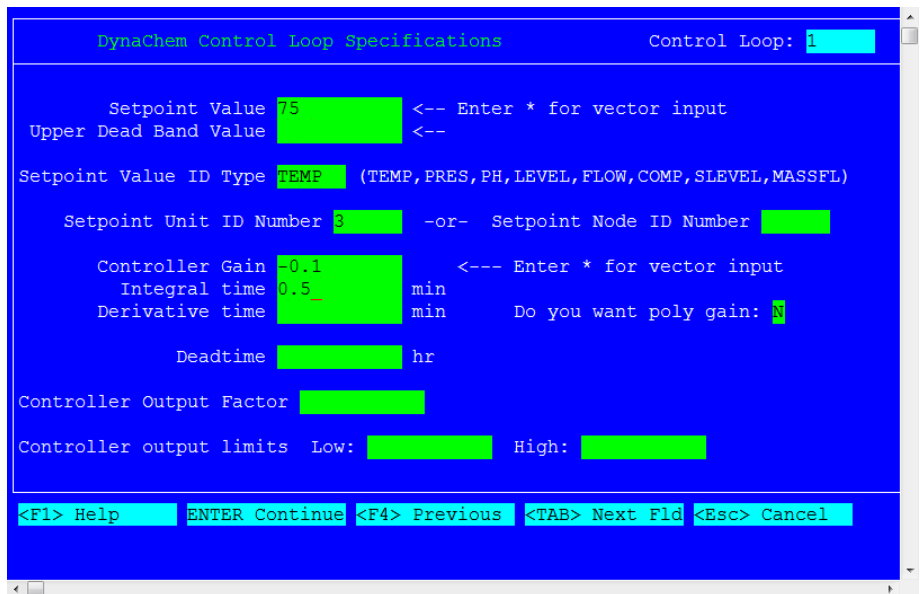 DynaChem Control Loop Specifications Control Loop: 1
Setpoint Value 75 <-- Enter * for vector input
Upper Dead Band Value <--
Setpoint Value ID Type TEMP (TEMP,PRES,PH,LEVEL,FLOW,COMP,SLEVEL,MASSFL)
Setpoint Unit ID Number 3 -or- Setpoint Node ID Number
Controller Gain -0.1 <--- Enter * for vector input
Integral time 0.5_ min
Derivative time min Do you want poly gain: N
Deadtime hr
Controller Output Factor
Controller output limits Low: High:
<F1> Help ENTER Continue <F4> Previous <TAB> Next Fld <Esc> Cancel